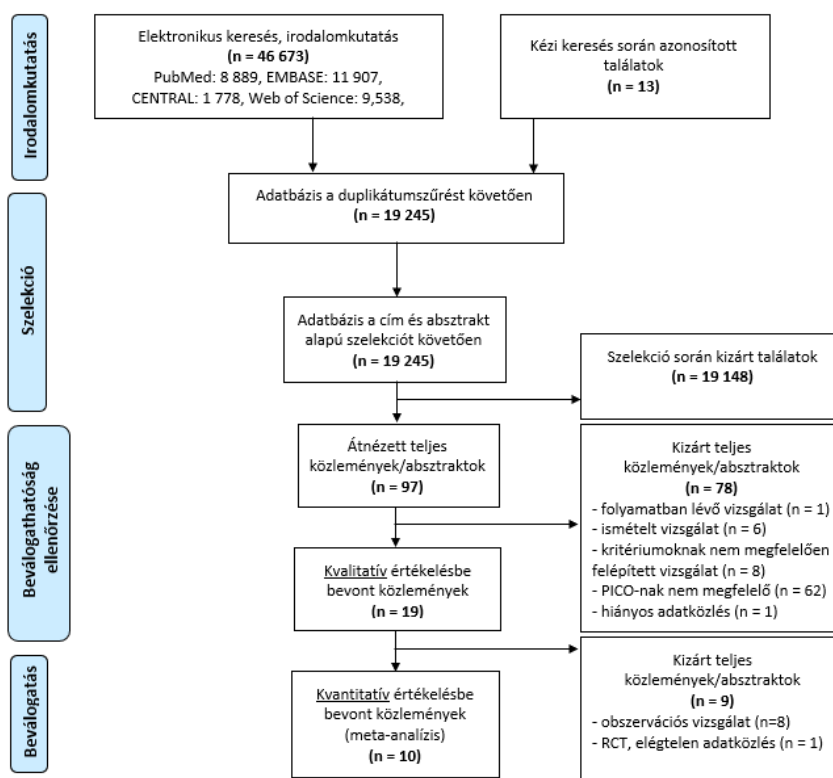 Irodalomkutatás
Elektronikus keresés, irodalomkutatás
(n = 46 673)
PubMed: 8 889, EMBASE: 11 907,
CENTRAL: 1 778, Web of Science: 9,538,
Kézi keresés során azonosított
találatok
(n = 13)
Adatbázis a duplikátumszűrést követően
(n = 19 245)
Szelekció
Adatbázis a cím és absztrakt
alapú szelekciót követően
(n = 19 245)
Szelekció során kizárt találatok
(n = 19 148)
Beválogathatóság
ellenőrzése
Átnézett teljes
közlemények/absztraktok
(n = 97)
Kizárt teljes
közlemények/absztraktok
(n = 78)
- folyamatban lévő vizsgálat (n = 1)
- ismételt vizsgálat (n = 6)
- kritériumoknak nem megfelelően
felépített vizsgálat (n = 8)
- PICO-nak nem megfelelő (n = 62)
- hiányos adatközlés (n = 1)
Kvalitatív értékelésbe
bevont közlemények
(n = 19)
Beválogatás
Kvantitatív értékelésbe
bevont közlemények
(meta-analízis)
(n = 10)
Kizárt teljes
közlemények/absztraktok
(n = 9)
- obszervációs vizsgálat (n=8)
- RCT, elégtelen adatközlés (n = 1)